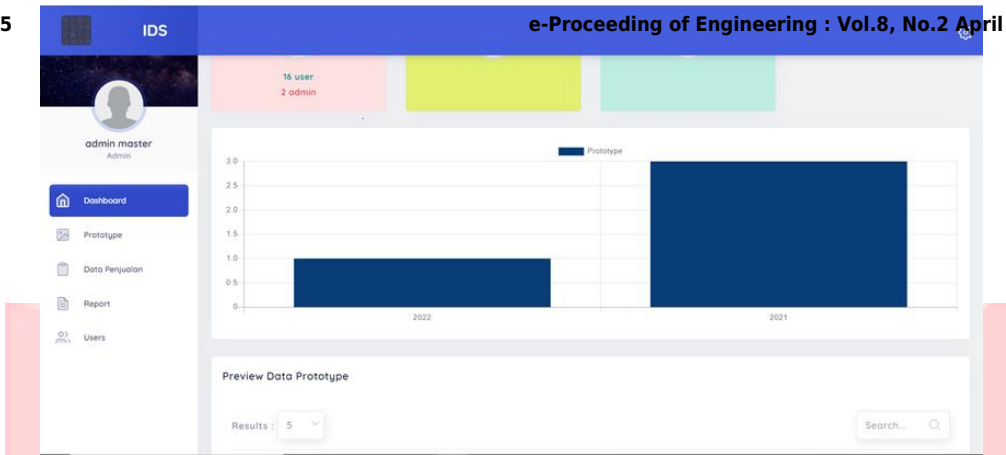 5
e-Proceeding of Engineering : Vol.8, No.2 April
IDS
16 user
2 admin
admin master
Admin
Dashboard
Prototype
Data Penjualan
Report
Users
Prototype
3.0
2.5
2.0
1.5
1.0
0.5
0
2022
2021
Preview Data Prototype
Results : 5
Search...